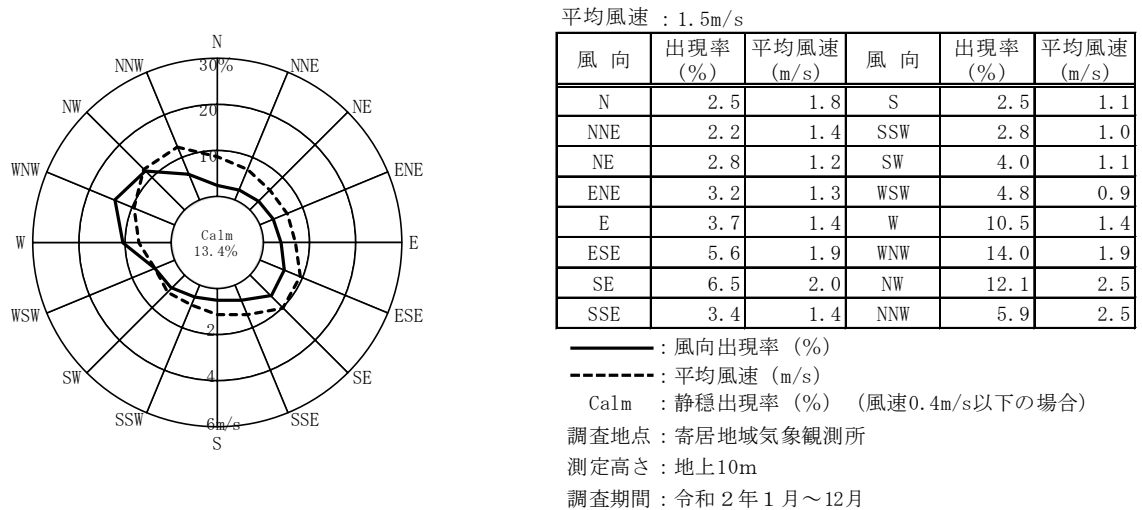 N
30%
NNW
NNE
NW
NE
20
10
WNW
ENE
Calm
13.4%
W
E
WSW
ESE
2
4
SW
SE
SSW
SSE
6m/s
S
平均風速 : 1.5m/s
風 向 出現率(%) 平均風速(m/s) 風 向 出現率(%) 平均風速(m/s)
N 2.5 1.8 S 2.5 1.1
NNE 2.2 1.4 SSW 2.8 1.0
NE 2.8 1.2 SW 4.0 1.1
ENE 3.2 1.3 WSW 4.8 0.9
E 3.7 1.4 W 10.5 1.4
ESE 5.6 1.9 WNW 14.0 1.9
SE 6.5 2.0 NW 12.1 2.5
SSE 3.4 1.4 NNW 5.9 2.5
:風向出現率(%)
:平均風速(m/s)
Calm :静穏出現率(%)(風速0.4m/s以下の場合)
調査地点:寄居地域気象観測所
測定高さ:地上10m
調査期間:令和2年1月~12月